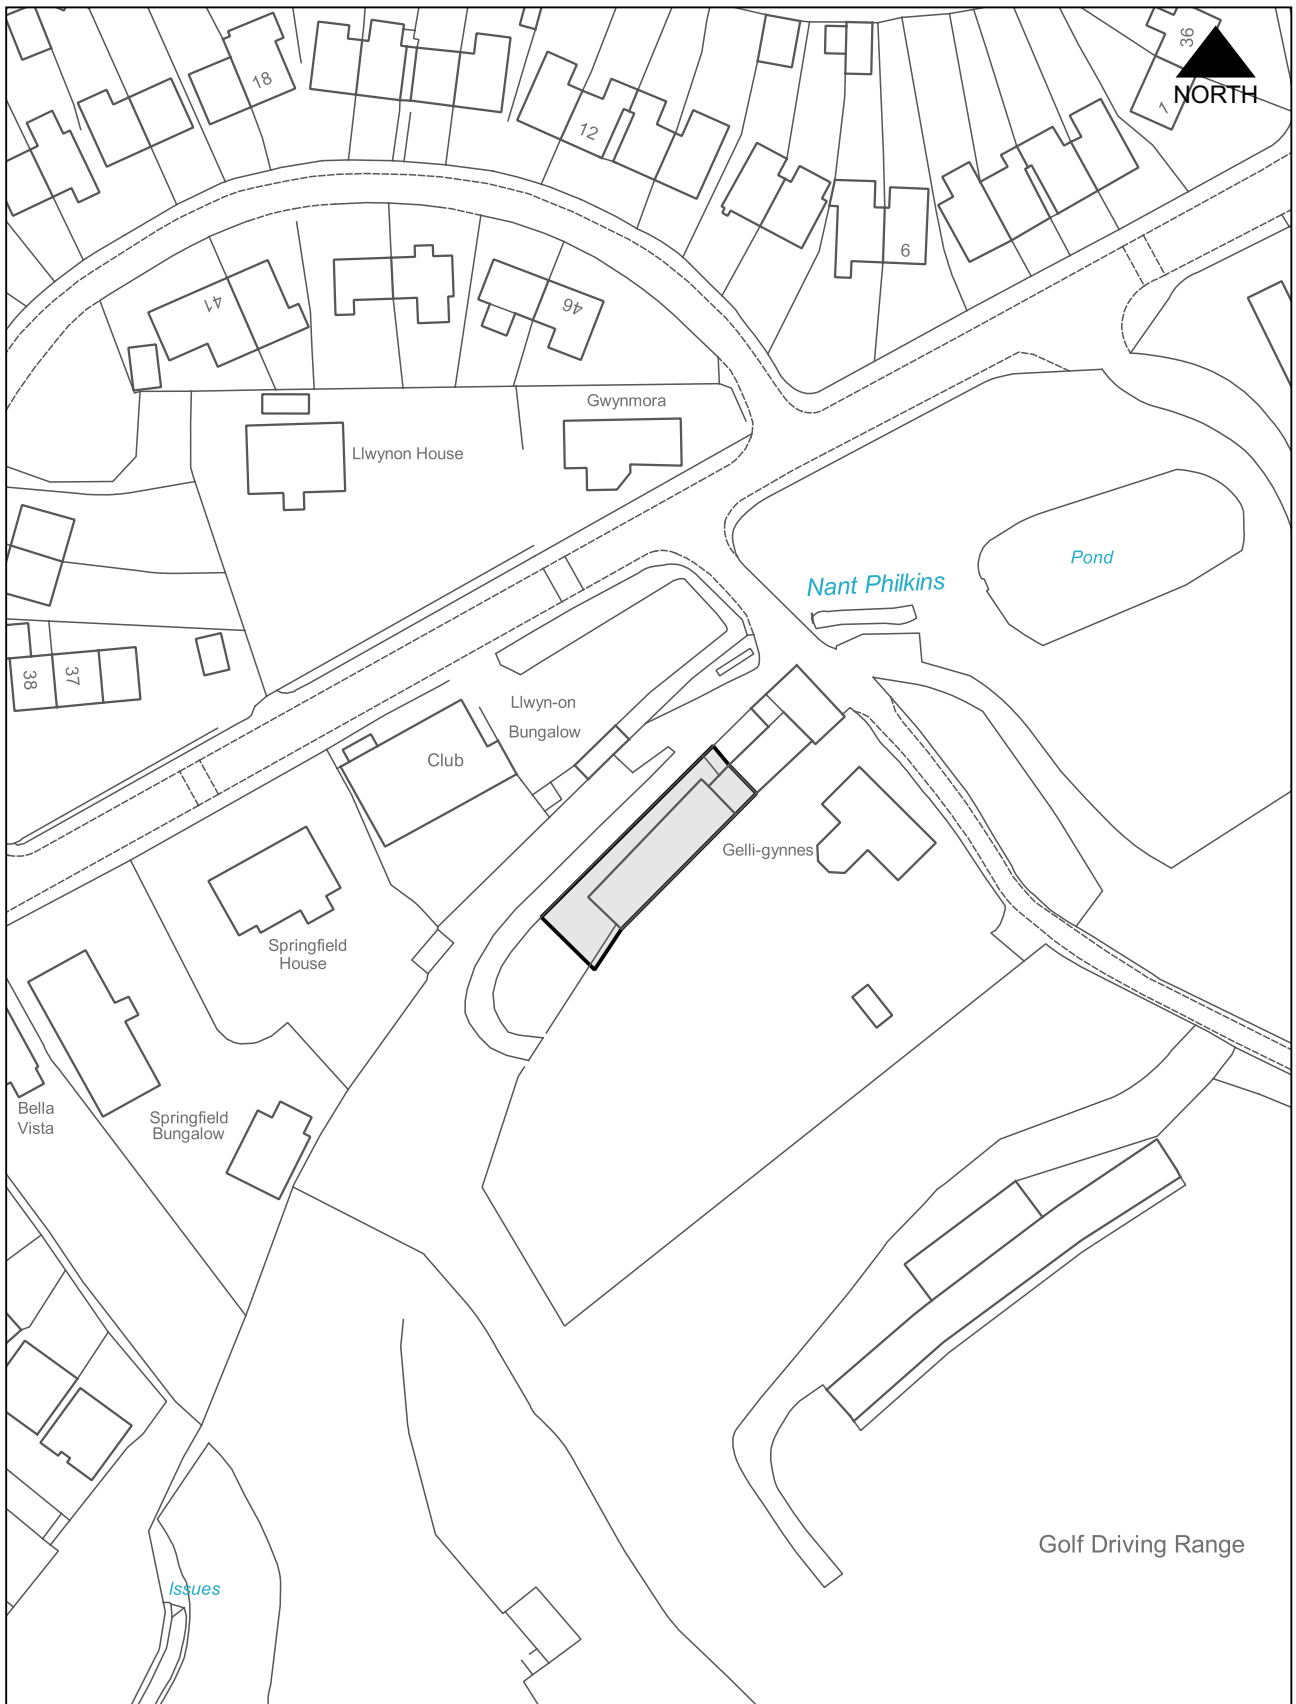 36
NORTH
7
18
12
6
41
46
Gwynmora
Llwynon House
Pond
Nant Philkins
38
37
Llwyn-on
Bungalow
Club
Gelli-gynnes
Springfield
House
Bella
Vista
Springfield
Bungalow
Golf Driving Range
Issues